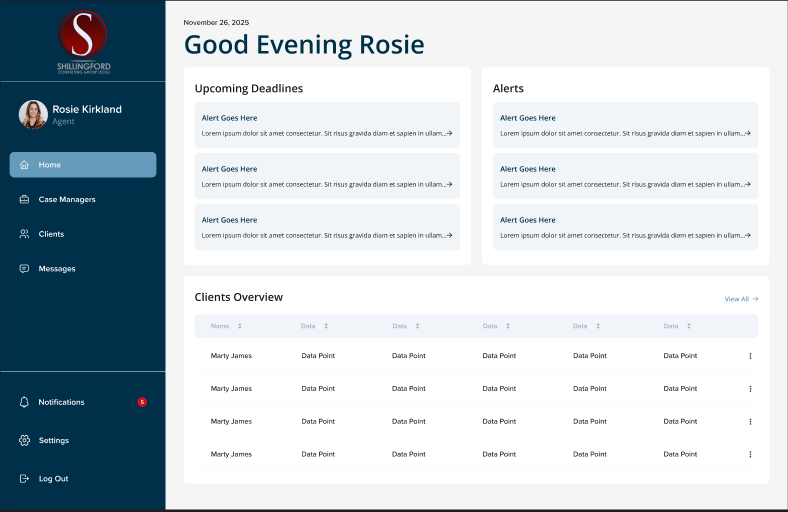 S
SHILLINGFORD
CONSULTING GROUP (SCG)
Rosie Kirkland
Agent
Home
Case Managers
Clients
Messages
Notifications 5
Settings
Log Out
November 26, 2025
Good Evening Rosie
Upcoming Deadlines
Alert Goes Here
Lorem ipsum dolor sit amet consectetur. Sit risus gravida diam et sapien in ullam...
Alert Goes Here
Lorem ipsum dolor sit amet consectetur. Sit risus gravida diam et sapien in ullam...
Alert Goes Here
Lorem ipsum dolor sit amet consectetur. Sit risus gravida diam et sapien in ullam...
Alerts
Alert Goes Here
Lorem ipsum dolor sit amet consectetur. Sit risus gravida diam et sapien in ullam...
Alert Goes Here
Lorem ipsum dolor sit amet consectetur. Sit risus gravida diam et sapien in ullam...
Alert Goes Here
Lorem ipsum dolor sit amet consectetur. Sit risus gravida diam et sapien in ullam...
Clients Overview
View All
Name Data Data Data Data Data
Marty James Data Point Data Point Data Point Data Point Data Point
Marty James Data Point Data Point Data Point Data Point Data Point
Marty James Data Point Data Point Data Point Data Point Data Point
Marty James Data Point Data Point Data Point Data Point Data Point